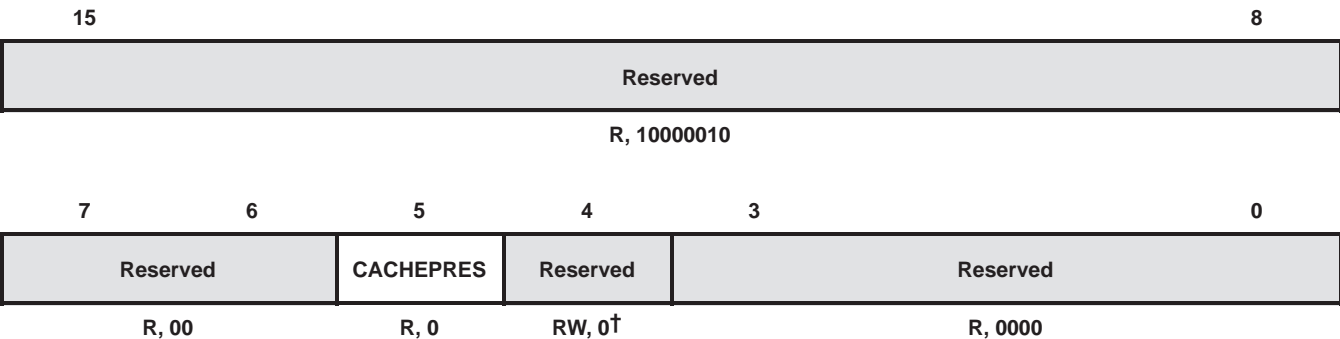 15 8
Reserved
R, 10000010
7 6 5 4 3 0
Reserved CACHEPRES Reserved Reserved
R, 00 R, 0 RW, 0† R, 0000